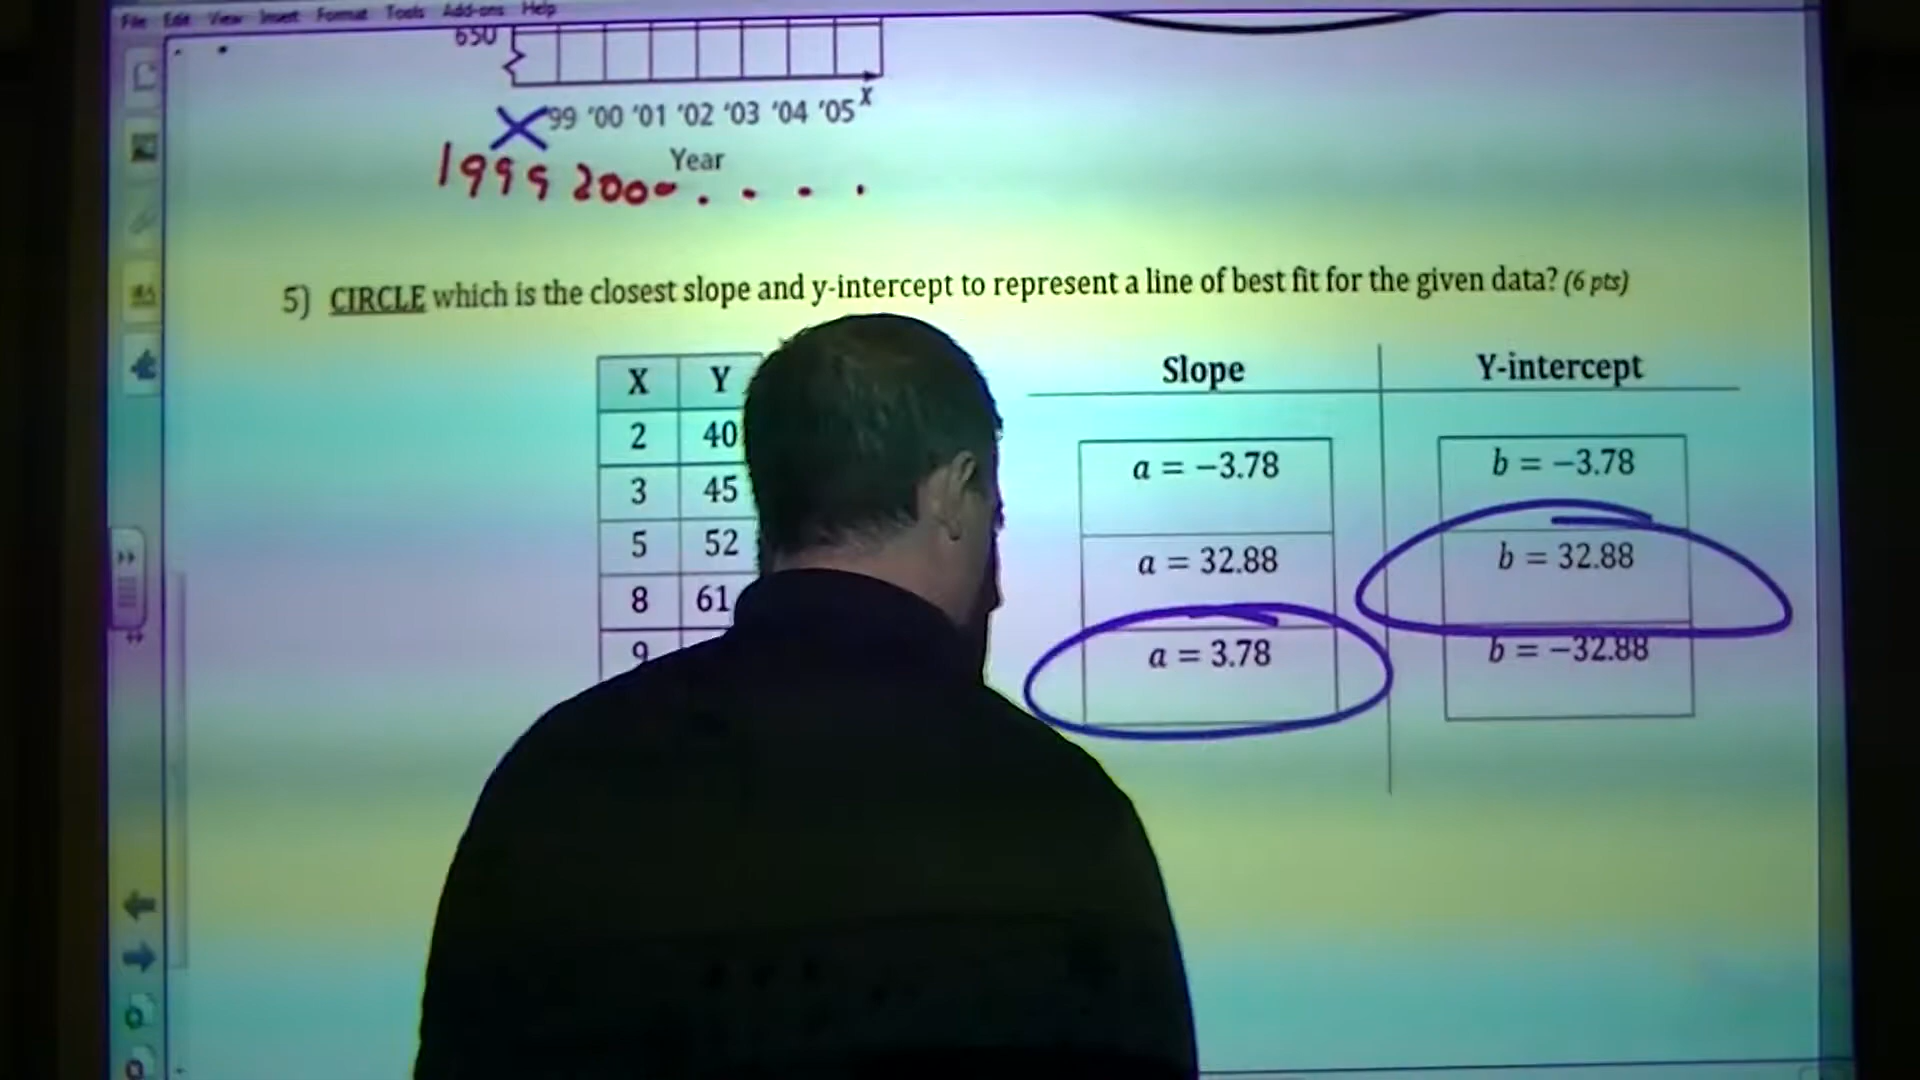 File Edit View Insert Format Tools Add-ons Help
650
'99 '00 '01 '02 '03 '04 '05 x
Year
1999 2000 . . . .
5) CIRCLE which is the closest slope and y-intercept to represent a line of best fit for the given data? (6 pts)
X Y
2 40
3 45
5 52
8 61
9
Slope Y-intercept
a = −3.78 b = −3.78
a = 32.88 b = 32.88
a = 3.78 b = −32.88